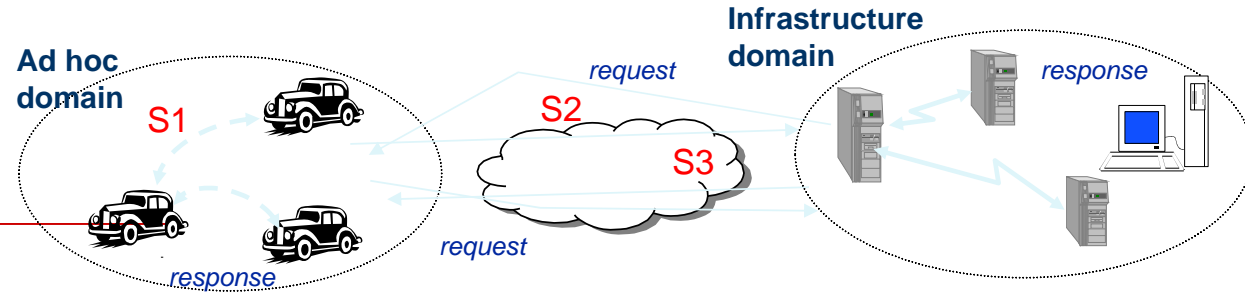 Ad hoc
domain
S1
response
request
S2
S3
request
Infrastructure
domain
response